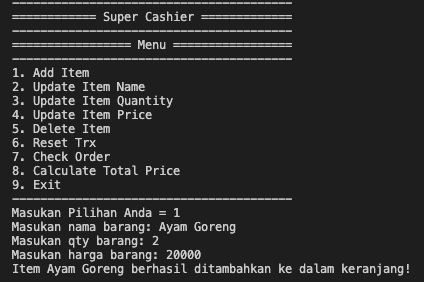 ----------------------------------------
============ Super Cashier =============
----------------------------------------
================= Menu =================
----------------------------------------
1. Add Item
2. Update Item Name
3. Update Item Quantity
4. Update Item Price
5. Delete Item
6. Reset Trx
7. Check Order
8. Calculate Total Price
9. Exit
----------------------------------------
Masukan Pilihan Anda = 1
Masukan nama barang: Ayam Goreng
Masukan qty barang: 2
Masukan harga barang: 20000
Item Ayam Goreng berhasil ditambahkan ke dalam keranjang!